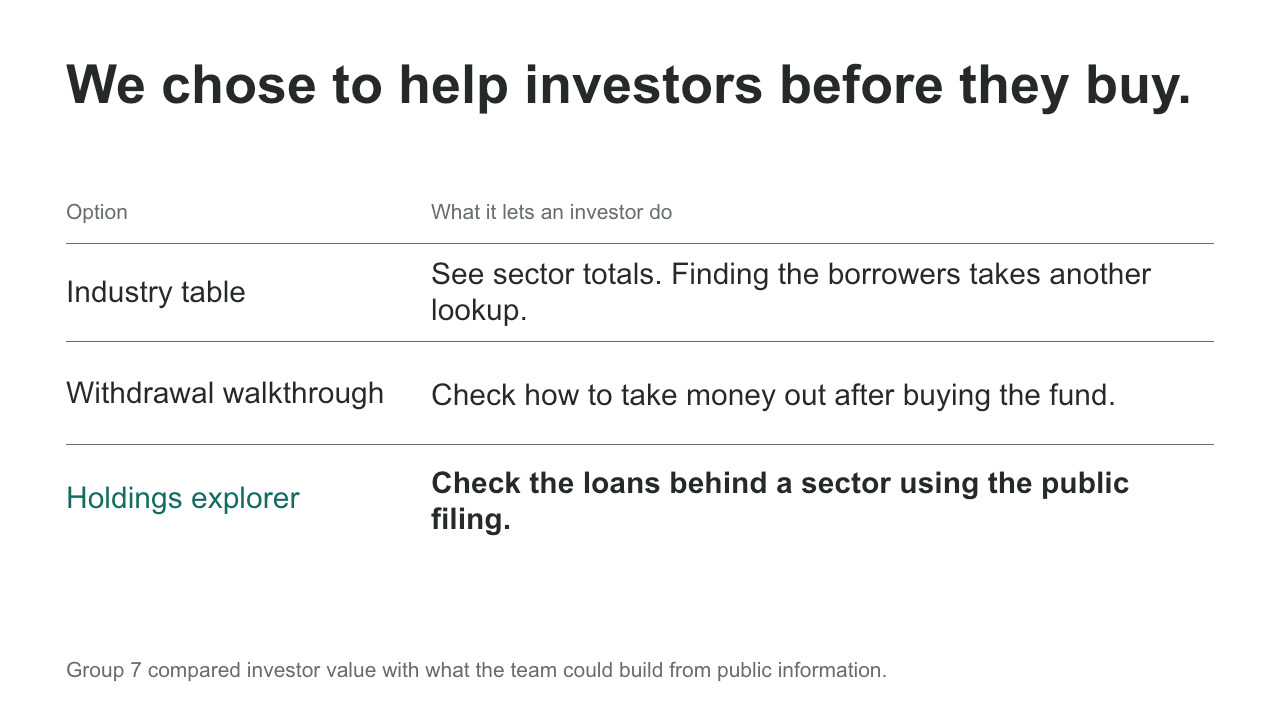 We chose to help investors before they buy.
Option
What it lets an investor do
Industry table
See sector totals. Finding the borrowers takes another
lookup.
Withdrawal walkthrough
Check how to take money out after buying the fund.
Holdings explorer
Check the loans behind a sector using the public
filing.
Group 7 compared investor value with what the team could build from public information.